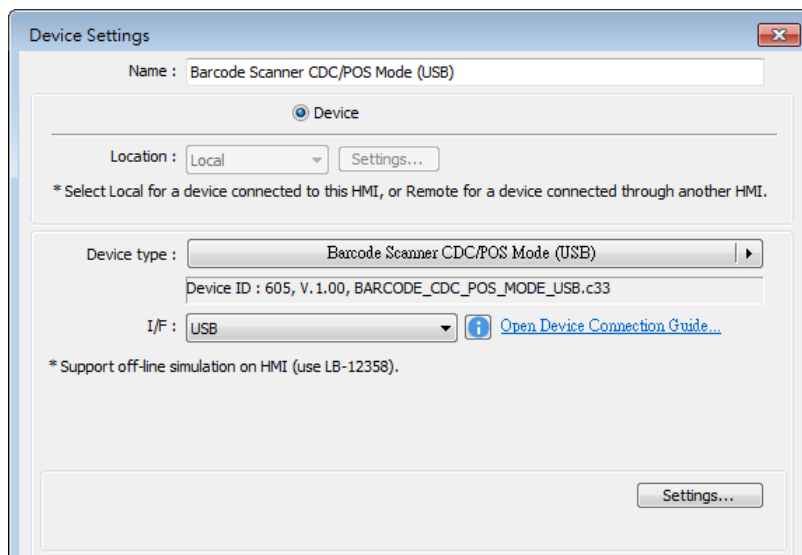 Device Settings
Name : Barcode Scanner CDC/POS Mode (USB)
Device
Location : Local Settings...
* Select Local for a device connected to this HMI, or Remote for a device connected through another HMI.
Device type : Barcode Scanner CDC/POS Mode (USB)
Device ID : 605, V.1.00, BARCODE_CDC_POS_MODE_USB.c33
I/F : USB i Open Device Connection Guide...
* Support off-line simulation on HMI (use LB-12358).
Settings...